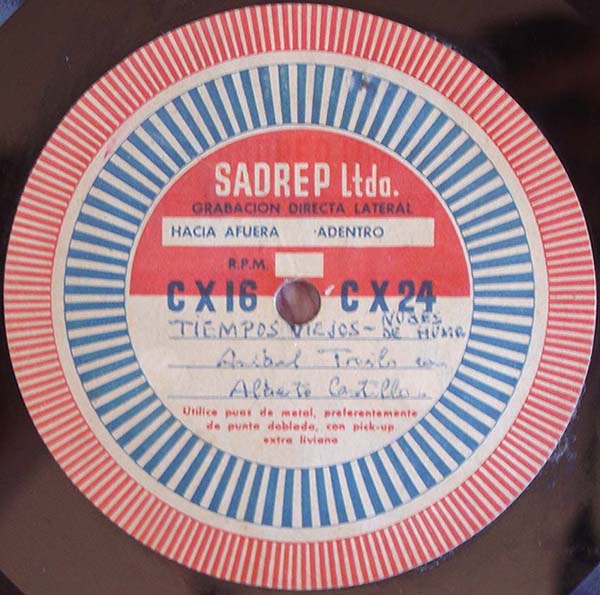 SADREP Ltda.
GRABACION DIRECTA LATERAL
HACIA AFUERA ADENTRO
R.P.M.
CX16 CX24
TIEMPOS VIEJOS - NUBES DE HUMO
Anibal Troilo con
Alberto Castillo
Utilice puas de metal, preferentemente
de punta doblada, con pick-up
extra liviano